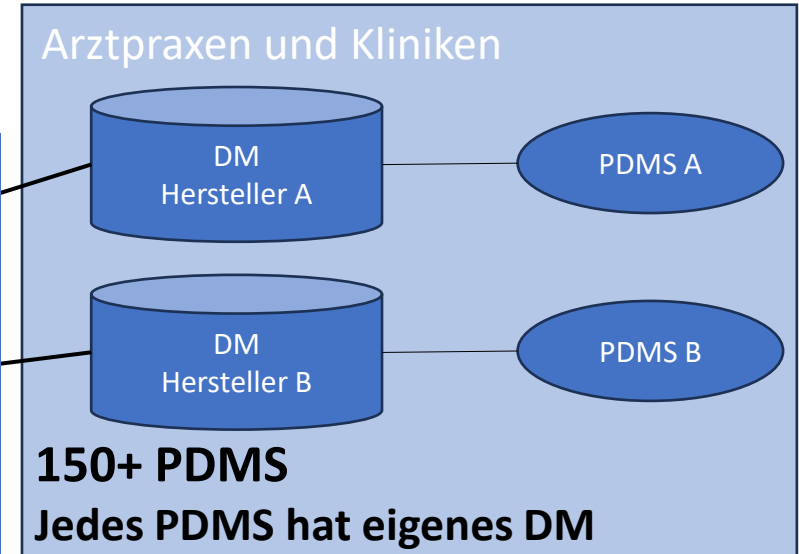 Arztpraxen und Kliniken
DM
Hersteller A
PDMS A
DM
Hersteller B
PDMS B
150+ PDMS
Jedes PDMS hat eigenes DM